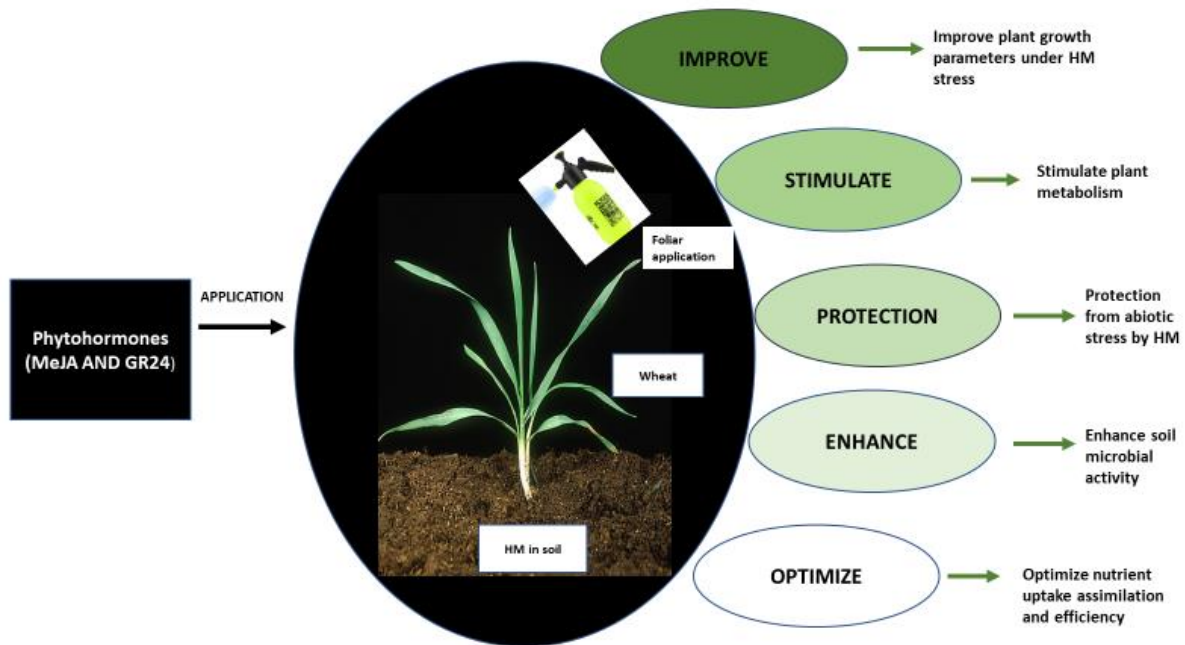 IMPROVE
Improve plant growth
parameters under HM
stress
STIMULATE
Stimulate plant
metabolism
Foliar
application
APPLICATION
Phytohormones
(MeJA AND GR24)
PROTECTION
Protection
from abiotic
stress by HM
Wheat
ENHANCE
Enhance soil
microbial
activity
HM in soil
OPTIMIZE
Optimize nutrient
uptake assimilation
and efficiency